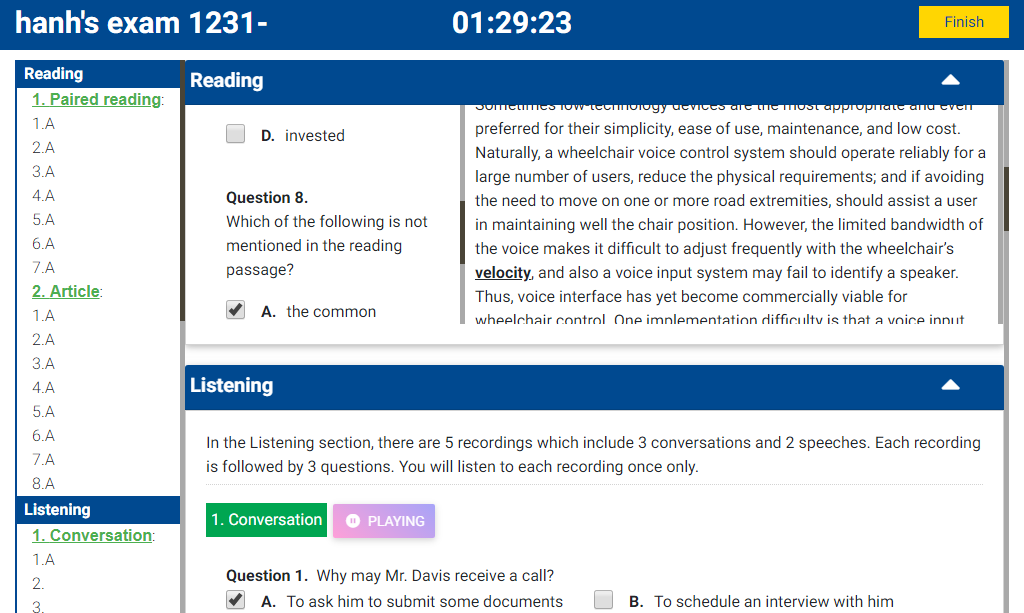 hanh's exam 1231-
01:29:23
Finish
Reading
1. Paired reading:
1.A
2.A
3.A
4.A
5.A
6.A
7.A
2. Article:
1.A
2.A
3.A
4.A
5.A
6.A
7.A
8.A
Listening
1. Conversation:
1.A
2.
3.
Reading
D. invested
Question 8.
Which of the following is not
mentioned in the reading
passage?
A. the common
Sometimes low-technology devices are the most appropriate and even
preferred for their simplicity, ease of use, maintenance, and low cost.
Naturally, a wheelchair voice control system should operate reliably for a
large number of users, reduce the physical requirements; and if avoiding
the need to move on one or more road extremities, should assist a user
in maintaining well the chair position. However, the limited bandwidth of
the voice makes it difficult to adjust frequently with the wheelchair's
velocity, and also a voice input system may fail to identify a speaker.
Thus, voice interface has yet become commercially viable for
wheelchair control. One implementation difficulty is that a voice input
Listening
In the Listening section, there are 5 recordings which include 3 conversations and 2 speeches. Each recording
is followed by 3 questions. You will listen to each recording once only.
1. Conversation
PLAYING
Question 1. Why may Mr. Davis receive a call?
A. To ask him to submit some documents
B. To schedule an interview with him